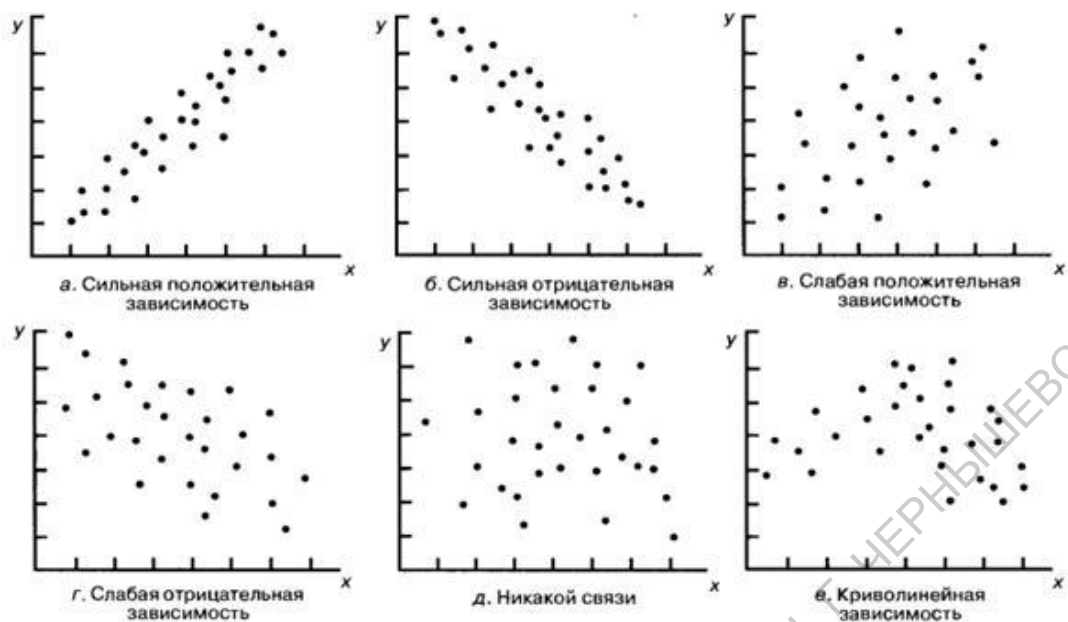 y
x
а. Сильная положительная
зависимость
y
x
б. Сильная отрицательная
зависимость
y
x
в. Слабая положительная
зависимость
y
x
г. Слабая отрицательная
зависимость
y
x
д. Никакой связи
y
x
е. Криволинейная
зависимость